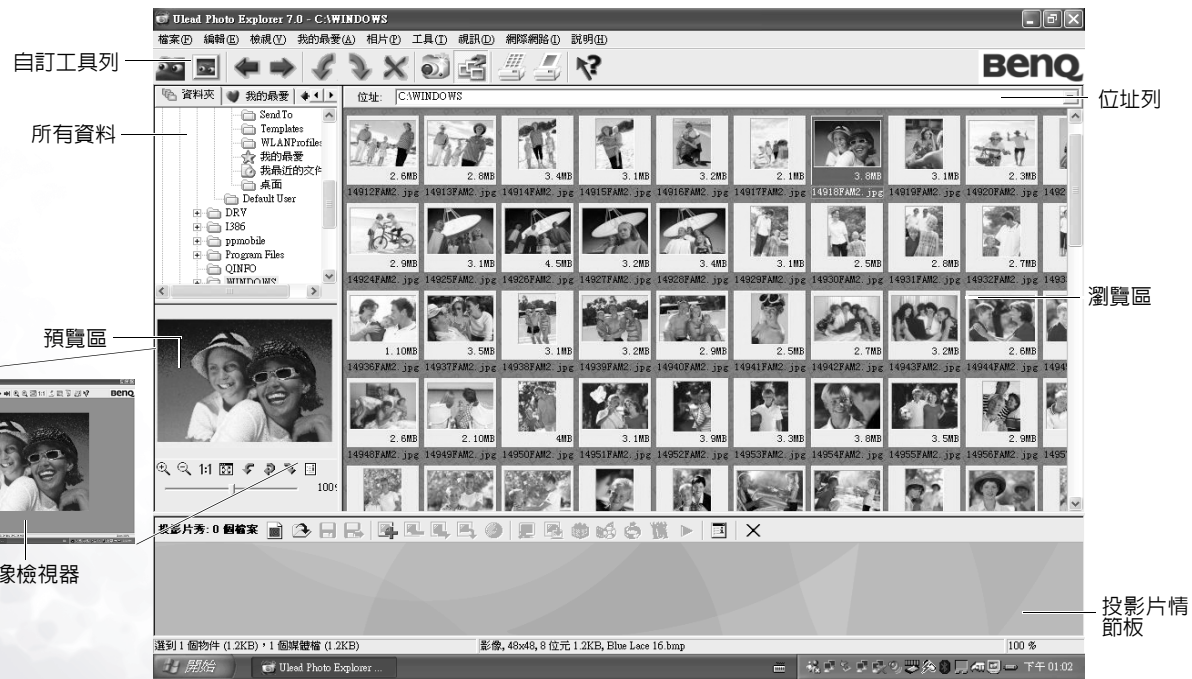 Ulead Photo Explorer 7.0 - C:\WINDOWS
檔案(F) 編輯(E) 檢視(V) 我的最愛(A) 相片(P) 工具(T) 視訊(D) 網際網路(I) 說明(H)
自訂工具列
BenQ
資料夾 我的最愛
位址: C:\WINDOWS
位址列
所有資料
SendTo
Templates
WLANProfiles
我的最愛
我最近的文件
桌面
Default User
DRV
I386
ppmobile
Program Files
QINFO
WINDOWS
2.6MB 2.8MB 3.4MB 3.1MB 3.2MB 2.1MB 3.8MB 3.1MB 2.3MB
14912FAM2.jpg 14913FAM2.jpg 14914FAM2.jpg 14915FAM2.jpg 14916FAM2.jpg 14917FAM2.jpg 14918FAM2.jpg 14919FAM2.jpg 14920FAM2.jpg 1492
2.9MB 3.1MB 4.5MB 3.2MB 3.4MB 3.1MB 2.5MB 2.8MB 2.7MB
14924FAM2.jpg 14925FAM2.jpg 14926FAM2.jpg 14927FAM2.jpg 14928FAM2.jpg 14929FAM2.jpg 14930FAM2.jpg 14931FAM2.jpg 14932FAM2.jpg 1493
瀏覽區
1.10MB 3.5MB 3.1MB 3.2MB 2.9MB 2.5MB 2.7MB 3.2MB 2.6MB
14936FAM2.jpg 14937FAM2.jpg 14938FAM2.jpg 14939FAM2.jpg 14940FAM2.jpg 14941FAM2.jpg 14942FAM2.jpg 14943FAM2.jpg 14944FAM2.jpg 1494
2.6MB 2.10MB 4MB 3.1MB 3.9MB 3.3MB 3.8MB 3.5MB 2.9MB
14948FAM2.jpg 14949FAM2.jpg 14950FAM2.jpg 14951FAM2.jpg 14952FAM2.jpg 14953FAM2.jpg 14954FAM2.jpg 14955FAM2.jpg 14956FAM2.jpg 1495
預覽區
BenQ
1:1
100%
象檢視器
投影片秀: 0 個檔案
投影片情
節板
選到 1 個物件 (1.2KB),1 個媒體檔 (1.2KB)
影像, 48x48, 8 位元 1.2KB, Blue Lace 16.bmp
100 %
開始
Ulead Photo Explorer ...
下午 01:02